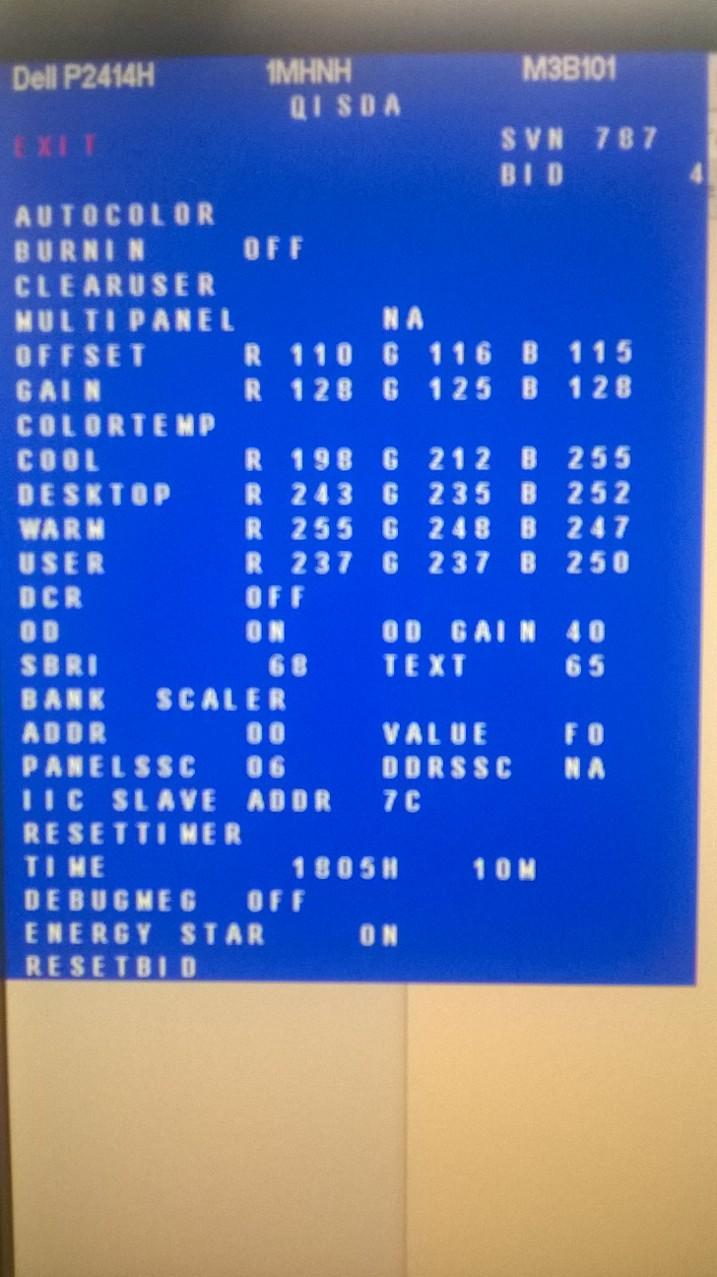 Dell P2414H 1MHNH M3B101
QISDA
EXIT SVN 787
BID 4
AUTOCOLOR
BURNIN OFF
CLEARUSER
MULTIPANEL NA
OFFSET R 110 G 116 B 115
GAIN R 128 G 125 B 128
COLORTEMP
COOL R 198 G 212 B 255
DESKTOP R 243 G 235 B 252
WARM R 255 G 248 B 247
USER R 237 G 237 B 250
DCR OFF
OD ON OD GAIN 40
SBRI 68 TEXT 65
BANK SCALER
ADDR 00 VALUE F0
PANELSSC 06 DDRSSC NA
IIC SLAVE ADDR 7C
RESETTIMER
TIME 1805H 10M
DEBUGMEG OFF
ENERGY STAR ON
RESETBID